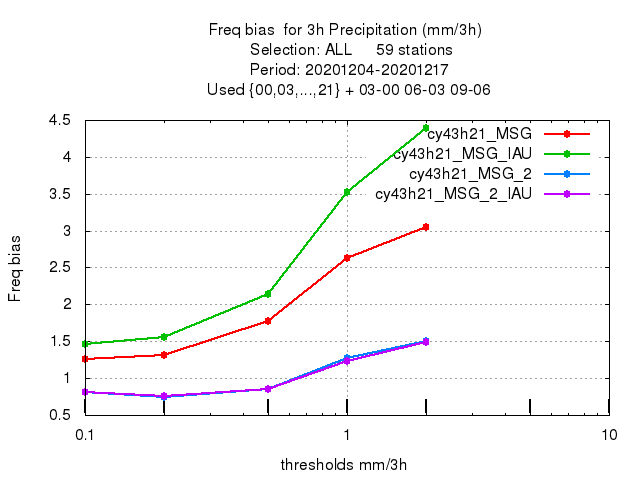 Freq bias  for 3h Precipitation (mm/3h)
Selection: ALL     59 stations
Period: 20201204-20201217
Used {00,03,...,21} + 03-00 06-03 09-06
cy43h21_MSG
cy43h21_MSG_IAU
cy43h21_MSG_2
cy43h21_MSG_2_IAU
Freq bias
4.5
4
3.5
3
2.5
2
1.5
1
0.5
0.1 1 10
thresholds mm/3h